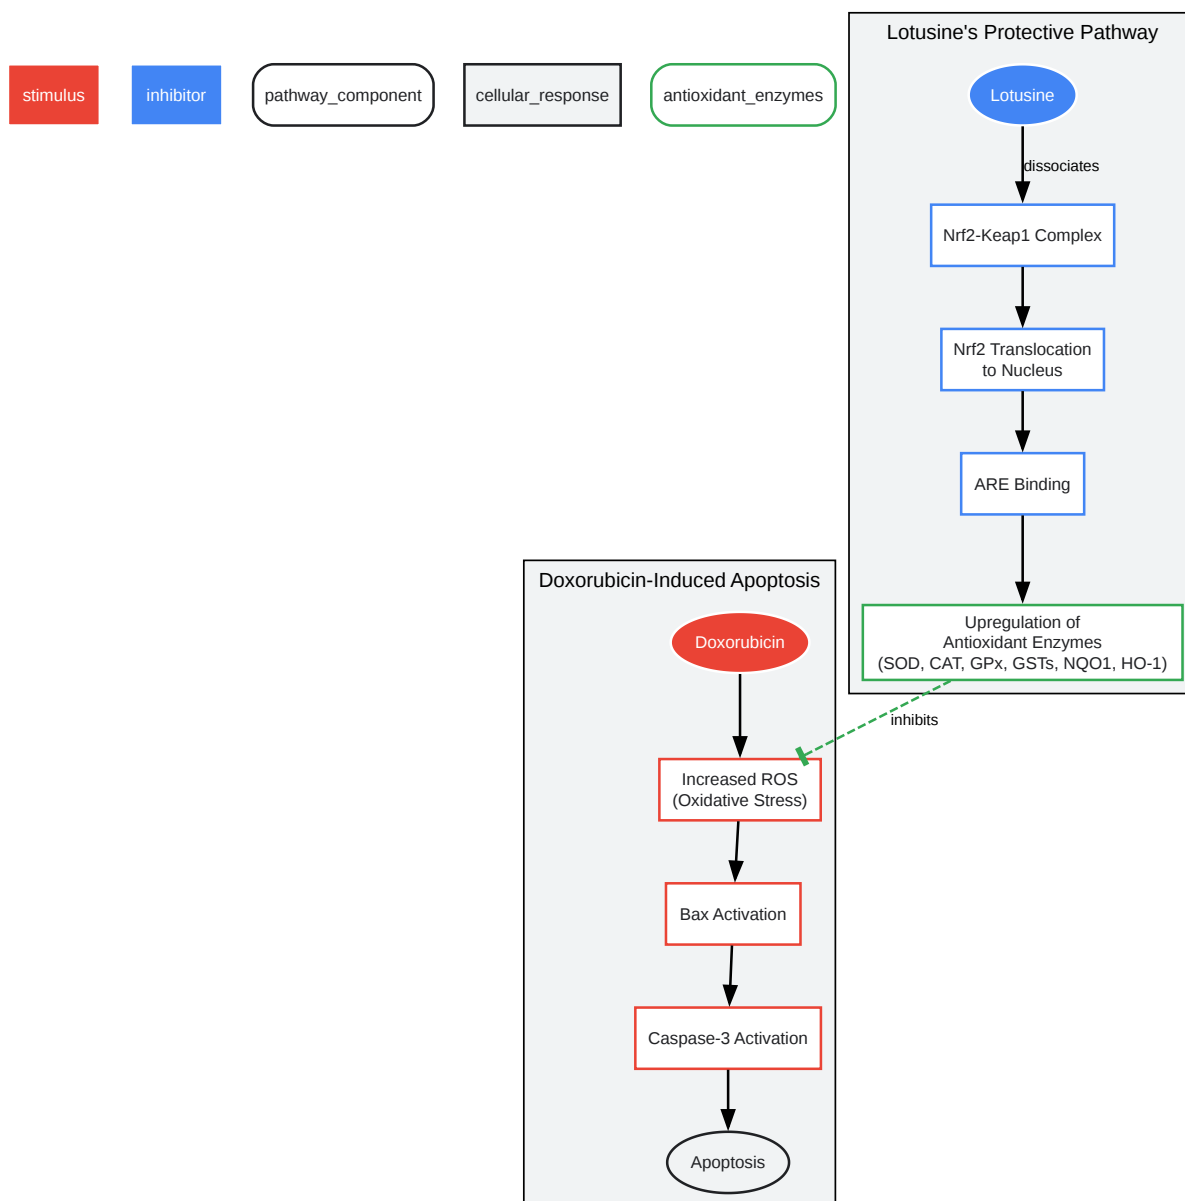 stimulus
inhibitor
pathway_component
cellular_response
antioxidant_enzymes
Lotusine's Protective Pathway
Lotusine
dissociates
Nrf2-Keap1 Complex
Nrf2 Translocation
to Nucleus
ARE Binding
Upregulation of
Antioxidant Enzymes
(SOD, CAT, GPx, GSTs, NQO1, HO-1)
inhibits
Doxorubicin-Induced Apoptosis
Doxorubicin
Increased ROS
(Oxidative Stress)
Bax Activation
Caspase-3 Activation
Apoptosis